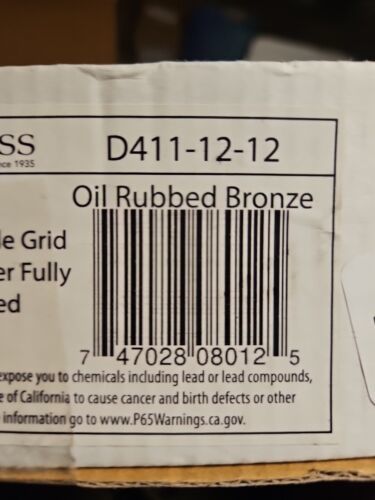 SS
D411-12-12
ce 1935
Oil Rubbed Bronze
le Grid
er Fully
ed
7 47028 08012 5
expose you to chemicals including lead or lead compounds,
e of California to cause cancer and birth defects or other
information go to www.P65Warnings.ca.gov.